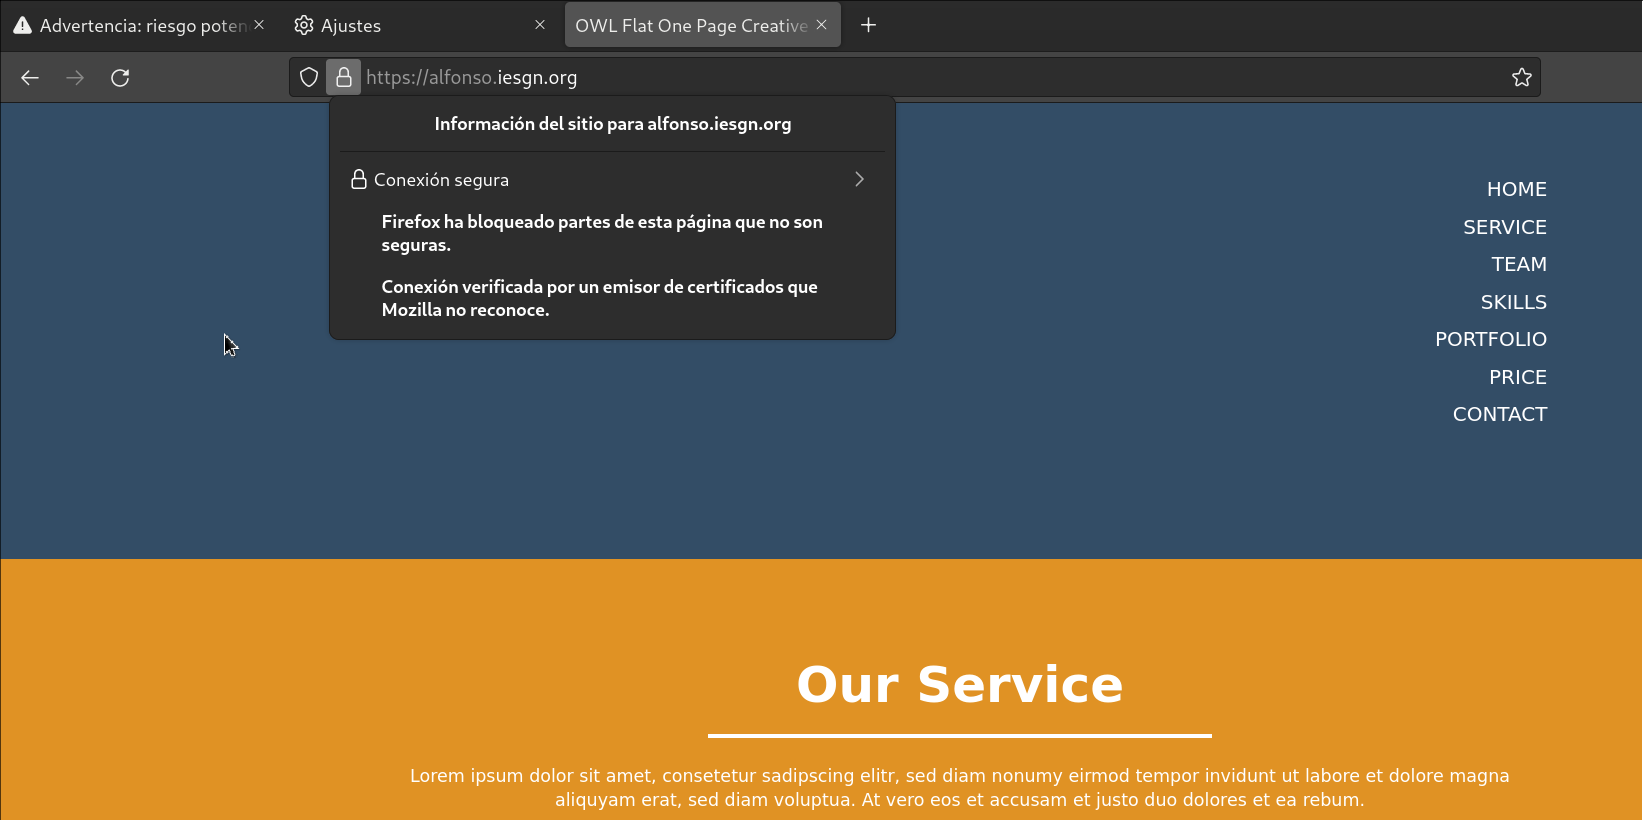 Advertencia: riesgo poten
Ajustes
OWL Flat One Page Creative
https://alfonso.iesgn.org
Información del sitio para alfonso.iesgn.org
Conexión segura
Firefox ha bloqueado partes de esta página que no son
seguras.
Conexión verificada por un emisor de certificados que
Mozilla no reconoce.
HOME
SERVICE
TEAM
SKILLS
PORTFOLIO
PRICE
CONTACT
Our Service
Lorem ipsum dolor sit amet, consetetur sadipscing elitr, sed diam nonumy eirmod tempor invidunt ut labore et dolore magna
aliquyam erat, sed diam voluptua. At vero eos et accusam et justo duo dolores et ea rebum.